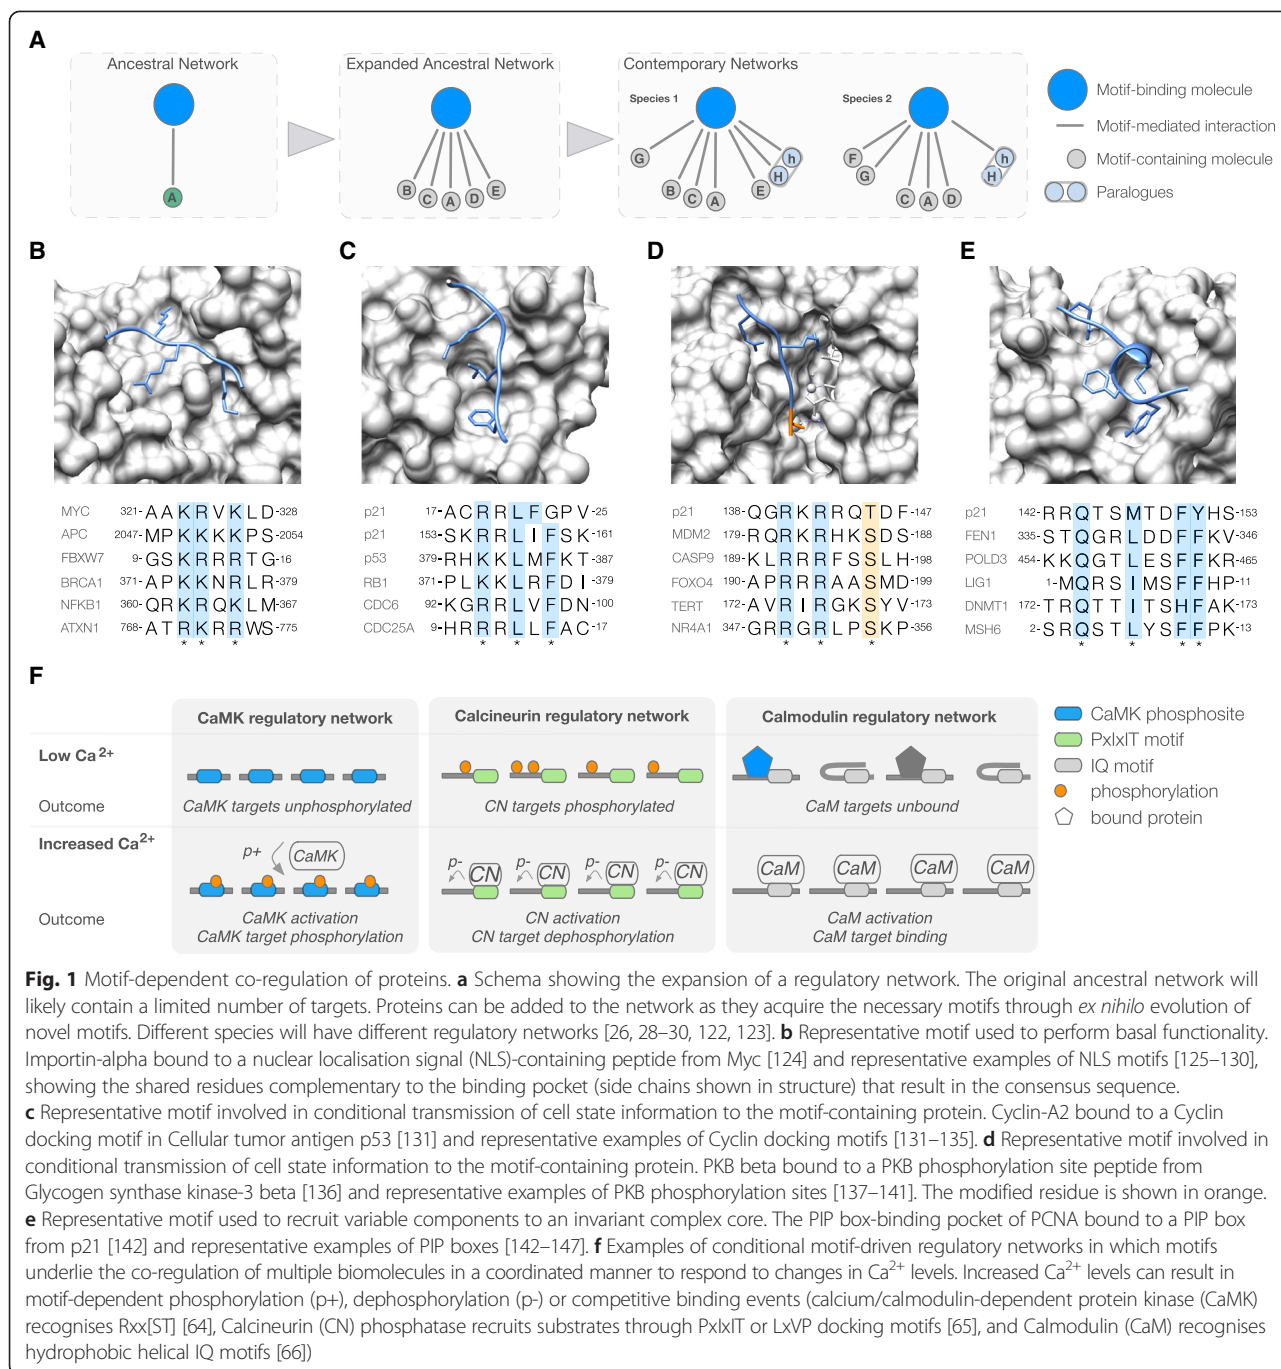 A
Ancestral Network
Expanded Ancestral Network
Contemporary Networks
Species 1
Species 2
A
B C A D E
G B C A E H h
F G C A D H h
Motif-binding molecule
Motif-mediated interaction
Motif-containing molecule
Paralogues
B
MYC 321-AAKRVKLD-328
APC 2047-MPKKKKPS-2054
FBXW7 9-GSKRRRTG-16
BRCA1 371-APKKNRLR-379
NFKB1 360-QRKRQKLM-367
ATXN1 768-ATRKRRWS-775
* * *
C
p21 17-ACRRLFGPV-25
p21 153-SKRRLIFSK-161
p53 379-RHKKLMFKT-387
RB1 371-PLKKLRFDI-379
CDC6 92-KGRRLVFDN-100
CDC25A 9-HRRRLLFAC-17
* * *
D
p21 138-QGRKRRQTDF-147
MDM2 179-RQRKRHKSDS-188
CASP9 189-KLRRRFSSLH-198
FOXO4 190-APRRRAASMD-199
TERT 172-AVRIRGKSYV-173
NR4A1 347-GRRGRLPSKP-356
* * *
E
p21 142-RRQTSMTDFYHS-153
FEN1 335-STQGRLDDFFKV-346
POLD3 454-KKQGTLESFFKR-465
LIG1 1-MQRSIMSFFHP-11
DNMT1 172-TRQTTITSHFAK-173
MSH6 2-SRQSTLYSFFPK-13
* * * *
F
CaMK regulatory network
Calcineurin regulatory network
Calmodulin regulatory network
Low Ca2+
Outcome
CaMK targets unphosphorylated
CN targets phosphorylated
CaM targets unbound
Increased Ca2+
p+ CaMK
p- CN p- CN p- CN p- CN
CaM CaM CaM CaM
Outcome
CaMK activation
CaMK target phosphorylation
CN activation
CN target dephosphorylation
CaM activation
CaM target binding
CaMK phosphosite
PxIxIT motif
IQ motif
phosphorylation
bound protein
Fig. 1 Motif-dependent co-regulation of proteins. a Schema showing the expansion of a regulatory network. The original ancestral network will
likely contain a limited number of targets. Proteins can be added to the network as they acquire the necessary motifs through ex nihilo evolution of
novel motifs. Different species will have different regulatory networks [26, 28–30, 122, 123]. b Representative motif used to perform basal functionality.
Importin-alpha bound to a nuclear localisation signal (NLS)-containing peptide from Myc [124] and representative examples of NLS motifs [125–130],
showing the shared residues complementary to the binding pocket (side chains shown in structure) that result in the consensus sequence.
c Representative motif involved in conditional transmission of cell state information to the motif-containing protein. Cyclin-A2 bound to a Cyclin
docking motif in Cellular tumor antigen p53 [131] and representative examples of Cyclin docking motifs [131–135]. d Representative motif involved in
conditional transmission of cell state information to the motif-containing protein. PKB beta bound to a PKB phosphorylation site peptide from
Glycogen synthase kinase-3 beta [136] and representative examples of PKB phosphorylation sites [137–141]. The modified residue is shown in orange.
e Representative motif used to recruit variable components to an invariant complex core. The PIP box-binding pocket of PCNA bound to a PIP box
from p21 [142] and representative examples of PIP boxes [142–147]. f Examples of conditional motif-driven regulatory networks in which motifs
underlie the co-regulation of multiple biomolecules in a coordinated manner to respond to changes in Ca2+ levels. Increased Ca2+ levels can result in
motif-dependent phosphorylation (p+), dephosphorylation (p-) or competitive binding events (calcium/calmodulin-dependent protein kinase (CaMK)
recognises Rxx[ST] [64], Calcineurin (CN) phosphatase recruits substrates through PxIxIT or LxVP docking motifs [65], and Calmodulin (CaM) recognises
hydrophobic helical IQ motifs [66])